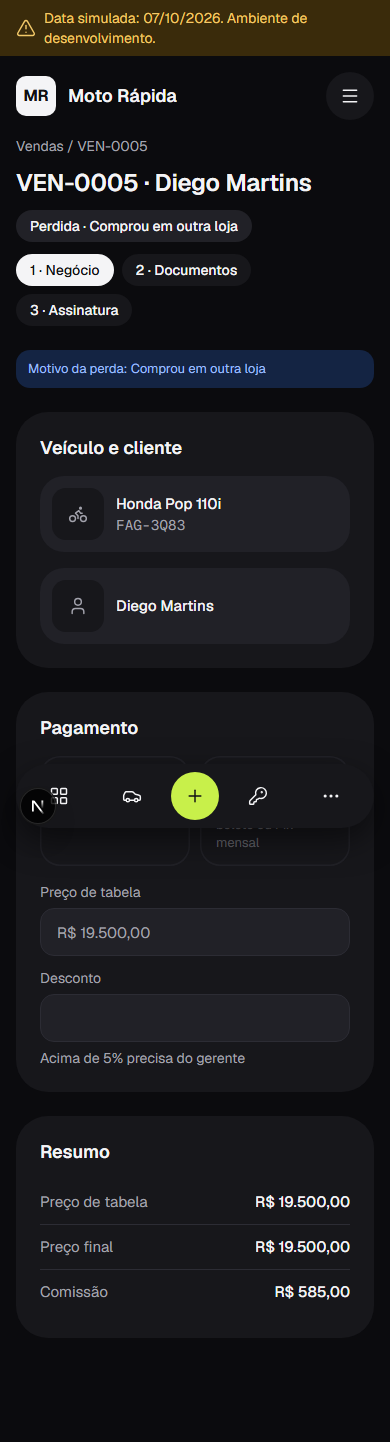 Data simulada: 07/10/2026. Ambiente de
desenvolvimento.
MR
Moto Rápida
Vendas / VEN-0005
VEN-0005 · Diego Martins
Perdida · Comprou em outra loja
1 · Negócio
2 · Documentos
3 · Assinatura
Motivo da perda: Comprou em outra loja
Veículo e cliente
Honda Pop 110i
FAG-3Q83
Diego Martins
Pagamento
N
mensal
Preço de tabela
R$ 19.500,00
Desconto
Acima de 5% precisa do gerente
Resumo
Preço de tabela
R$ 19.500,00
Preço final
R$ 19.500,00
Comissão
R$ 585,00